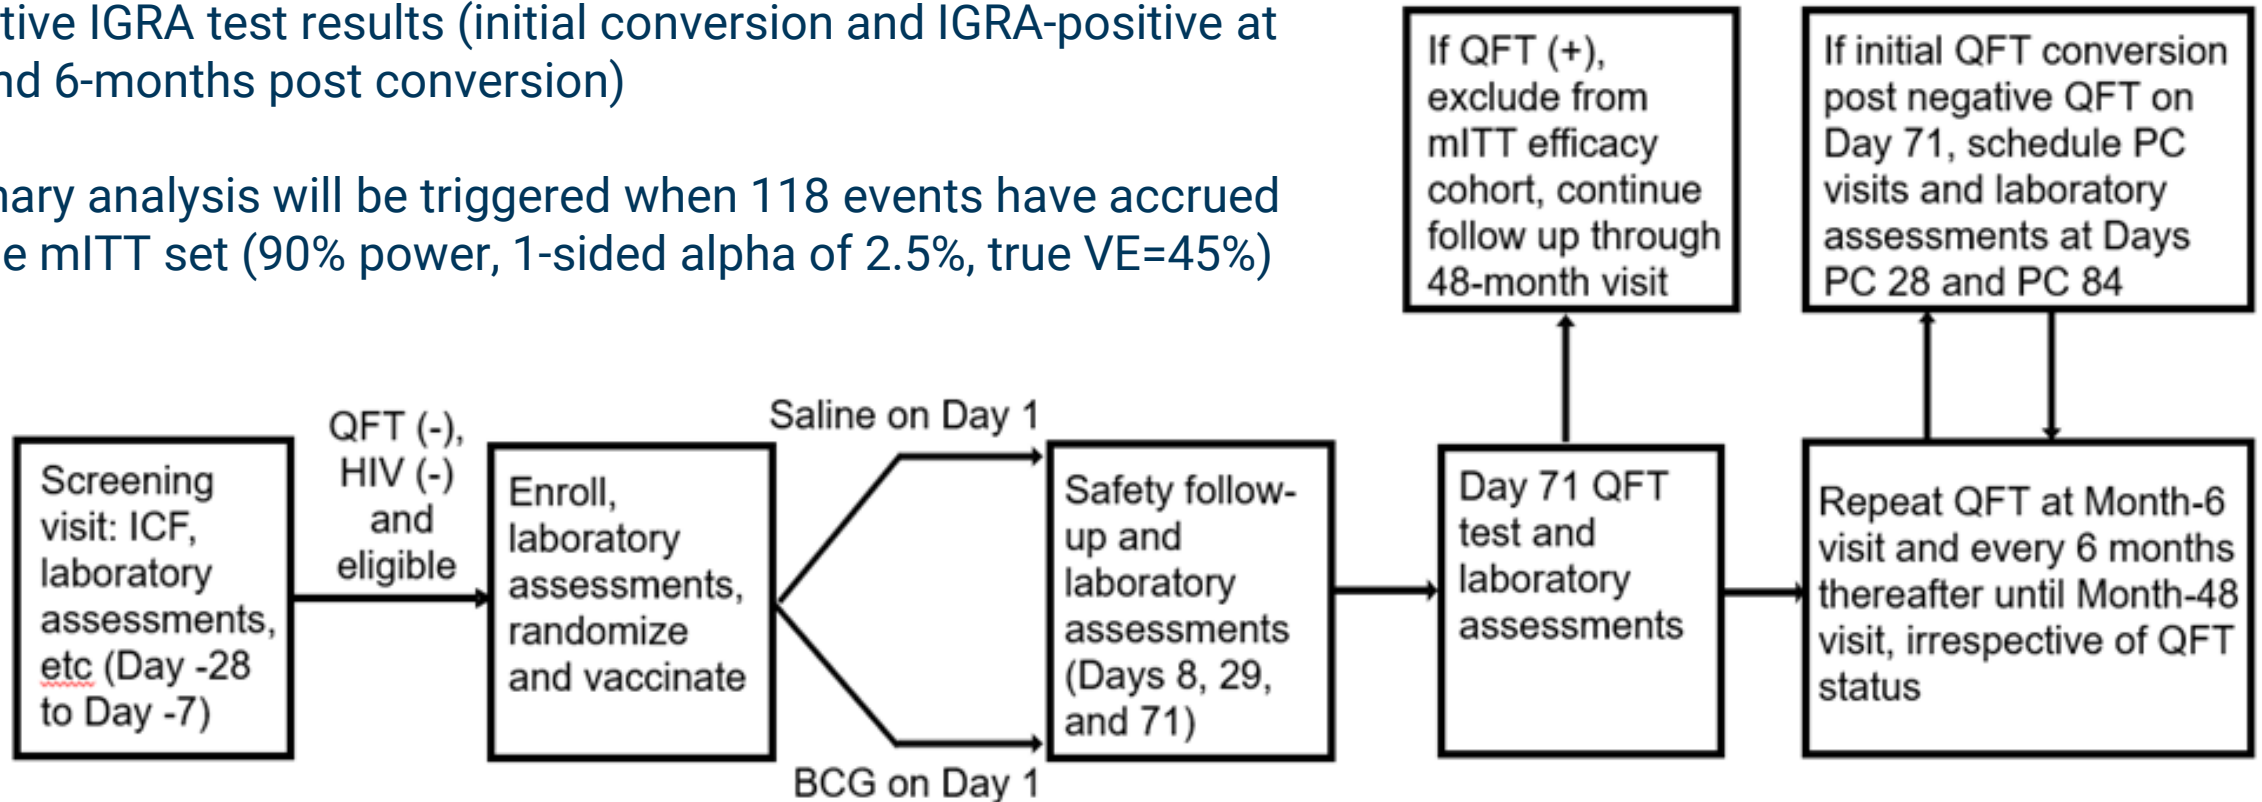 IGRA test results (initial conversion and IGRA-positive at
6-months post conversion)
analysis will be triggered when 118 events have accrued
mITT set (90% power, 1-sided alpha of 2.5%, true VE=45%)
If QFT (+),
exclude from
mITT efficacy
cohort, continue
follow up through
48-month visit
If initial QFT conversion
post negative QFT on
Day 71, schedule PC
visits and laboratory
assessments at Days
PC 28 and PC 84
Screening
visit: ICF,
laboratory
assessments,
etc (Day -28
to Day -7)
QFT (-),
HIV (-)
and
eligible
Enroll,
laboratory
assessments,
randomize
and vaccinate
Saline on Day 1
BCG on Day 1
Safety follow-
up and
laboratory
assessments
(Days 8, 29,
and 71)
Day 71 QFT
test and
laboratory
assessments
Repeat QFT at Month-6
visit and every 6 months
thereafter until Month-48
visit, irrespective of QFT
status